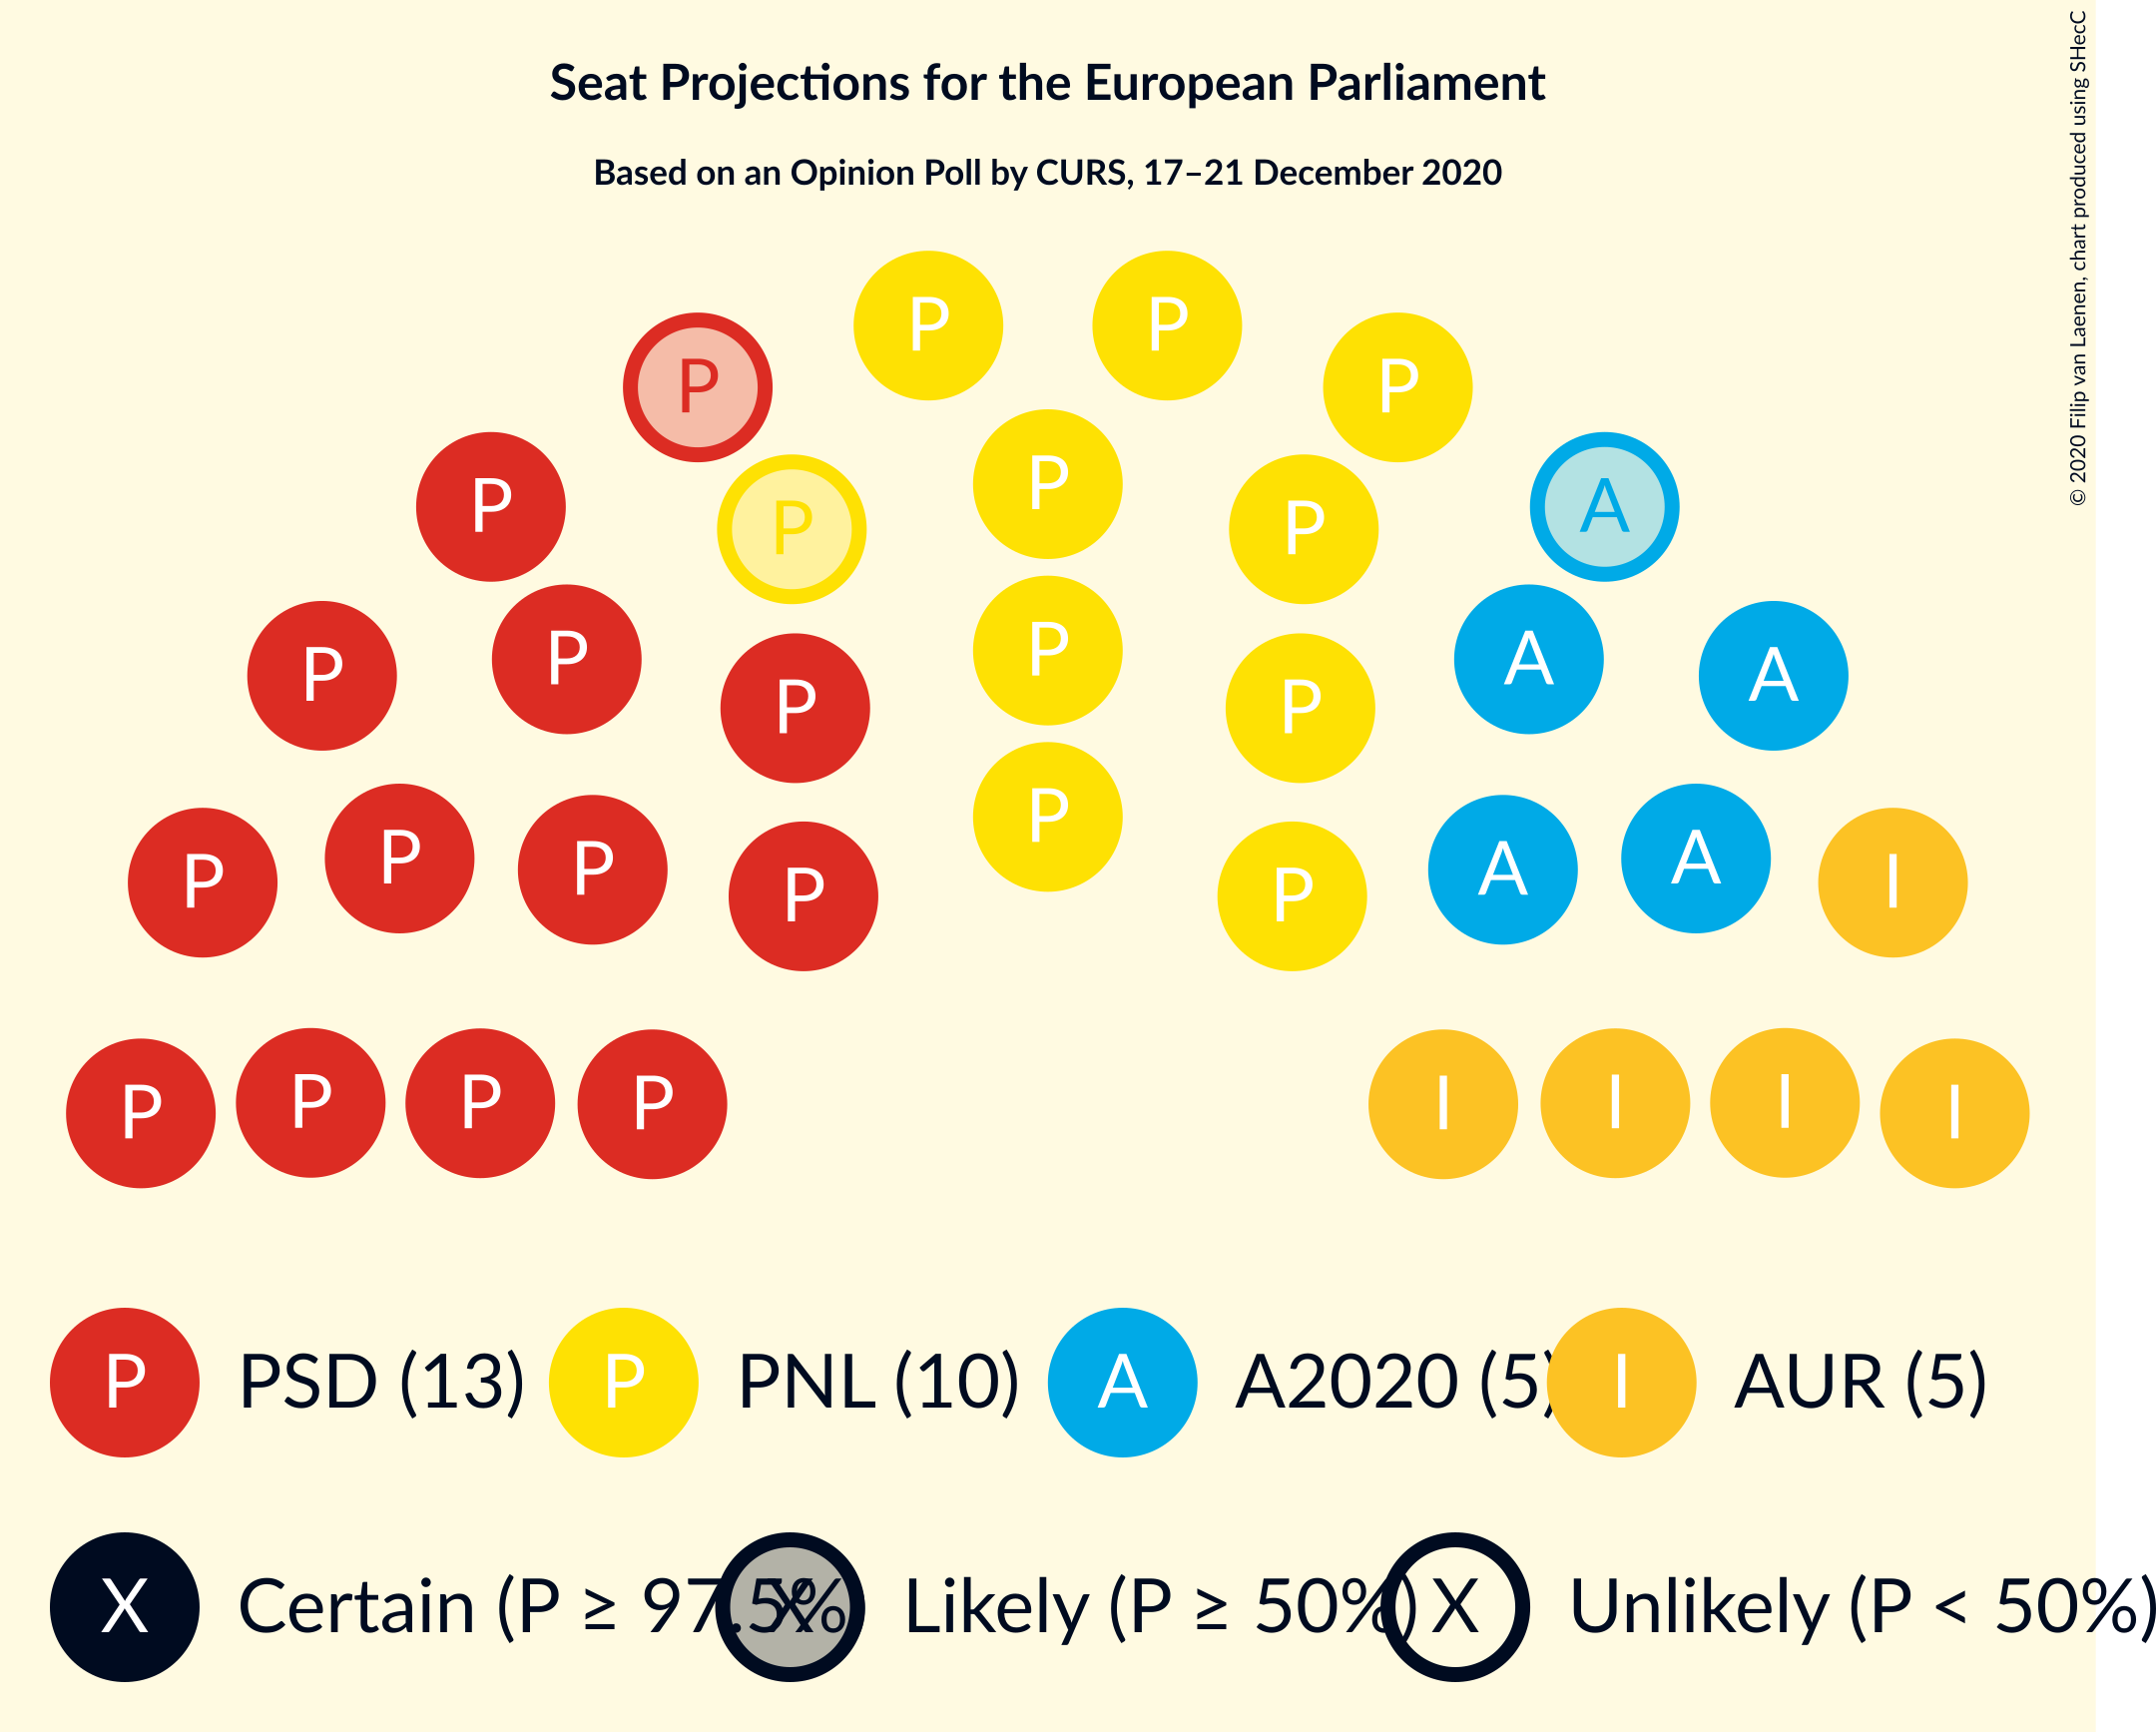 Seat Projections for the European Parliament
Based on an Opinion Poll by CURS, 17–21 December 2020
© 2020 Filip van Laenen, chart produced using SHecC
P P
P P
P P P P A
P P
P P A A
P P P
P P P P A A I
P P
P P P P I I I I
P PSD (13) P PNL (10) A A2020 (5) I AUR (5)
X Certain (P ≥ 97.5% X Likely (P ≥ 50%) X Unlikely (P < 50%)